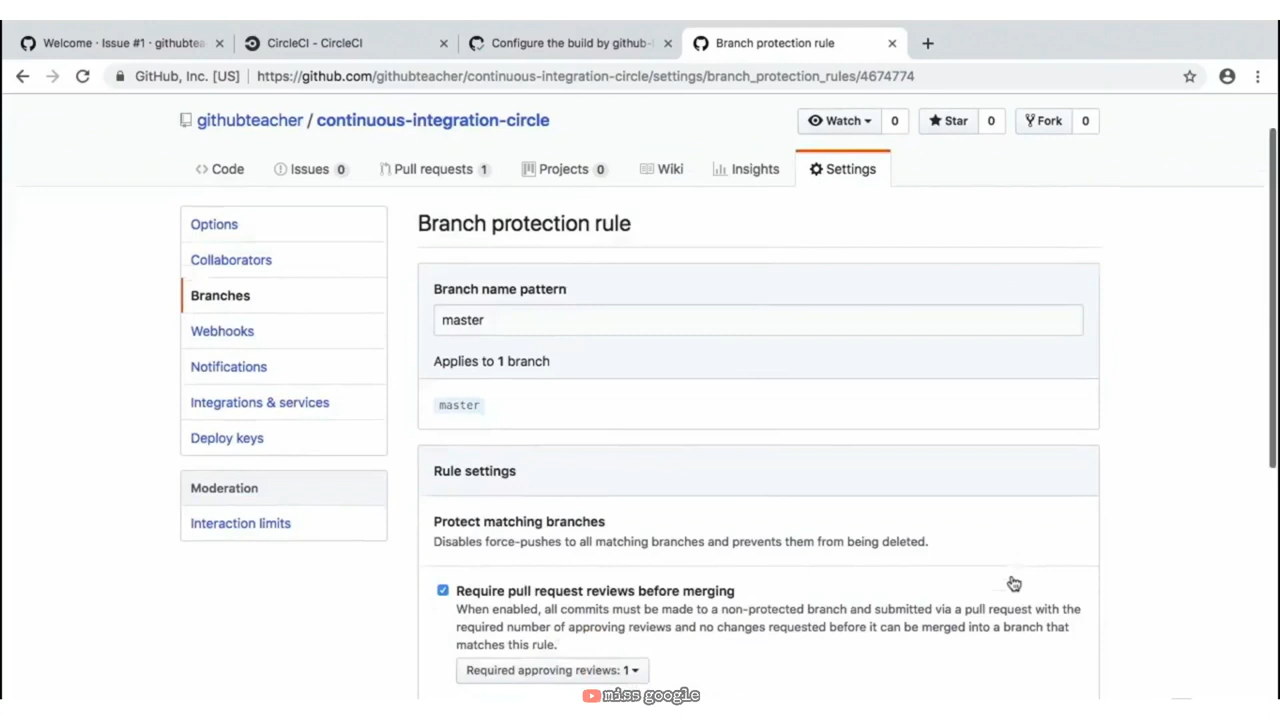 Welcome · Issue #1 · githubtea
CircleCI - CircleCI
Configure the build by github-
Branch protection rule
GitHub, Inc. [US]
https://github.com/githubteacher/continuous-integration-circle/settings/branch_protection_rules/4674774
githubteacher / continuous-integration-circle
Watch 0
Star 0
Fork 0
Code
Issues 0
Pull requests 1
Projects 0
Wiki
Insights
Settings
Options
Collaborators
Branches
Webhooks
Notifications
Integrations & services
Deploy keys
Moderation
Interaction limits
Branch protection rule
Branch name pattern
master
Applies to 1 branch
master
Rule settings
Protect matching branches
Disables force-pushes to all matching branches and prevents them from being deleted.
Require pull request reviews before merging
When enabled, all commits must be made to a non-protected branch and submitted via a pull request with the
required number of approving reviews and no changes requested before it can be merged into a branch that
matches this rule.
Required approving reviews: 1
miss google